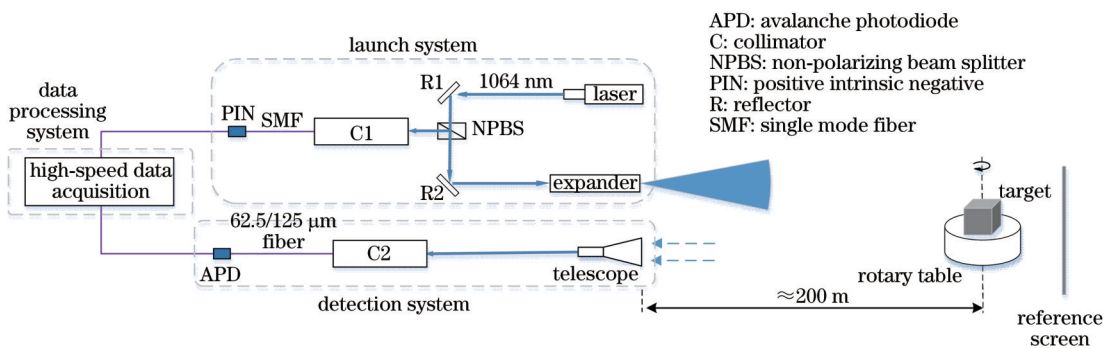 launch system
R1
1064 nm
laser
PIN
SMF
C1
NPBS
data
processing
system
high-speed data
acquisition
R2
expander
62.5/125 μm
fiber
C2
APD
telescope
detection system
APD: avalanche photodiode
C: collimator
NPBS: non-polarizing beam splitter
PIN: positive intrinsic negative
R: reflector
SMF: single mode fiber
target
rotary table
≈200 m
reference
screen